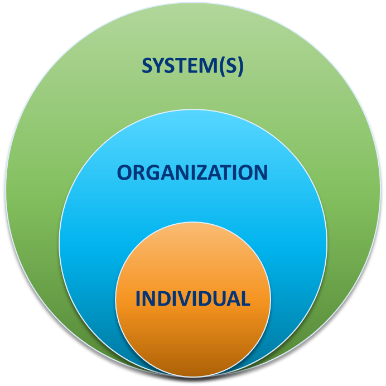 SYSTEM(S)
ORGANIZATION
INDIVIDUAL